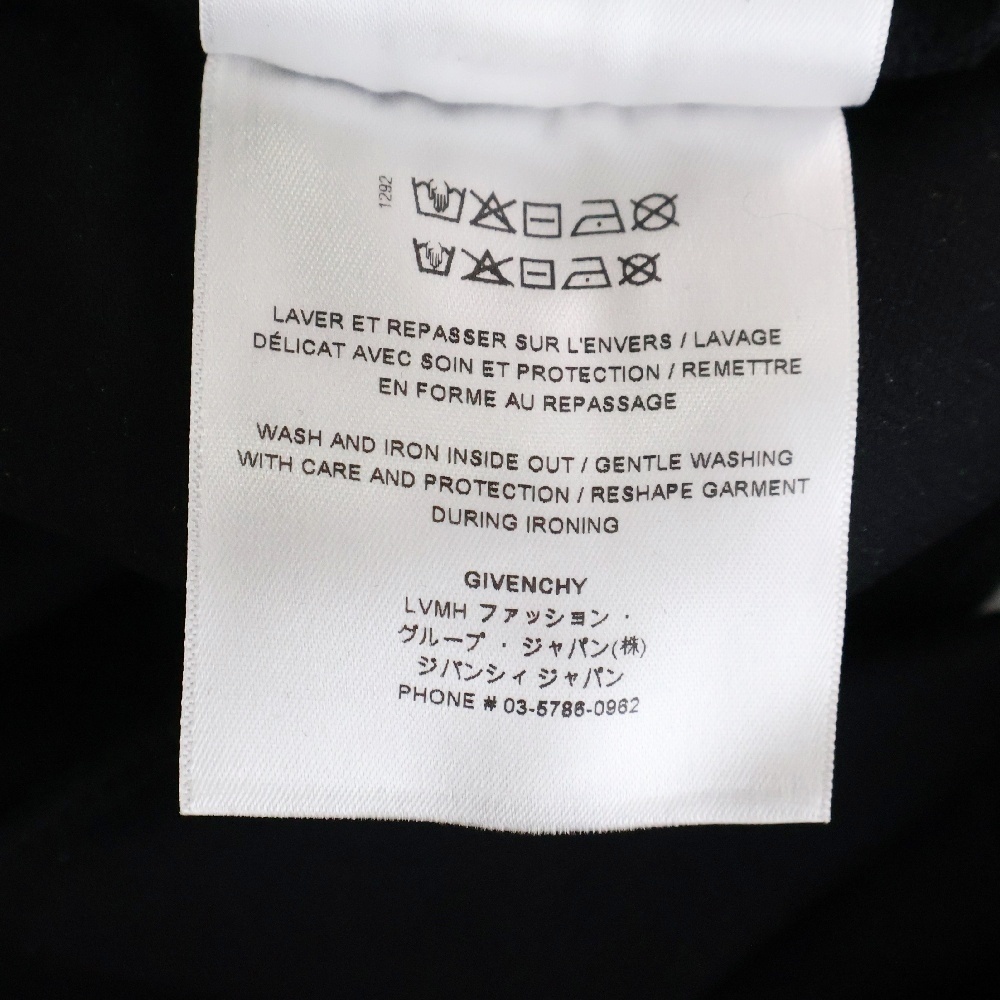 1292
LAVER ET REPASSER SUR L'ENVERS / LAVAGE
DÉLICAT AVEC SOIN ET PROTECTION / REMETTRE
EN FORME AU REPASSAGE
WASH AND IRON INSIDE OUT / GENTLE WASHING
WITH CARE AND PROTECTION / RESHAPE GARMENT
DURING IRONING
GIVENCHY
LVMH ファッション ・
グループ ・ ジャパン(株)
ジバンシィ ジャパン
PHONE # 03-5786-0962